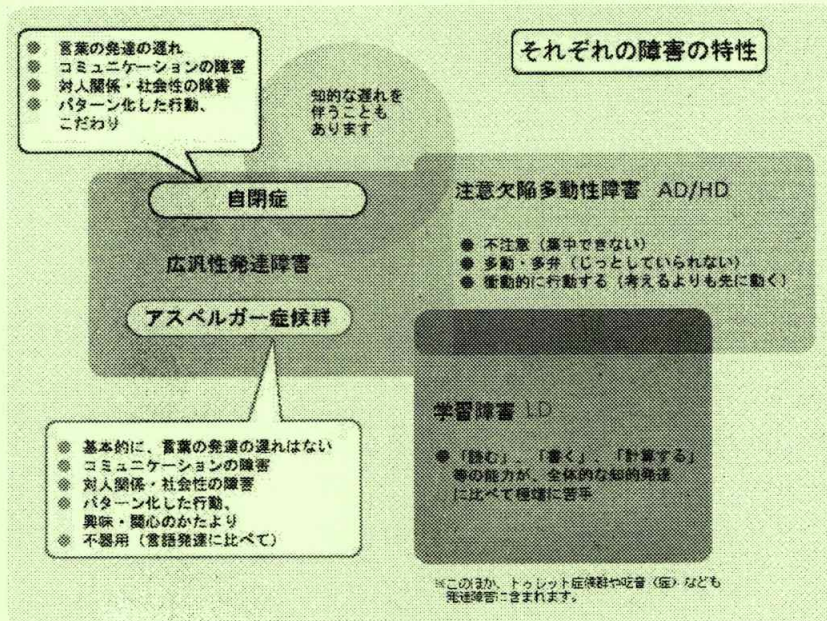 それぞれの障害の特性
● 言葉の発達の遅れ
● コミュニケーションの障害
● 対人関係・社会性の障害
● パターン化した行動、
こだわり
知的な遅れを
伴うことも
あります
自閉症
広汎性発達障害
アスペルガー症候群
注意欠陥多動性障害 AD/HD
● 不注意（集中できない）
● 多動・多弁（じっとしていられない）
● 衝動的に行動する（考えるよりも先に動く）
学習障害 LD
● 「読む」、「書く」、「計算する」
等の能力が、全体的な知的発達
に比べて極端に苦手
● 基本的に、言葉の発達の遅れはない
● コミュニケーションの障害
● 対人関係・社会性の障害
● パターン化した行動、
興味・関心のかたより
● 不器用（言語発達に比べて）
※このほか、トゥレット症候群や吃音（症）なども
発達障害に含まれます。